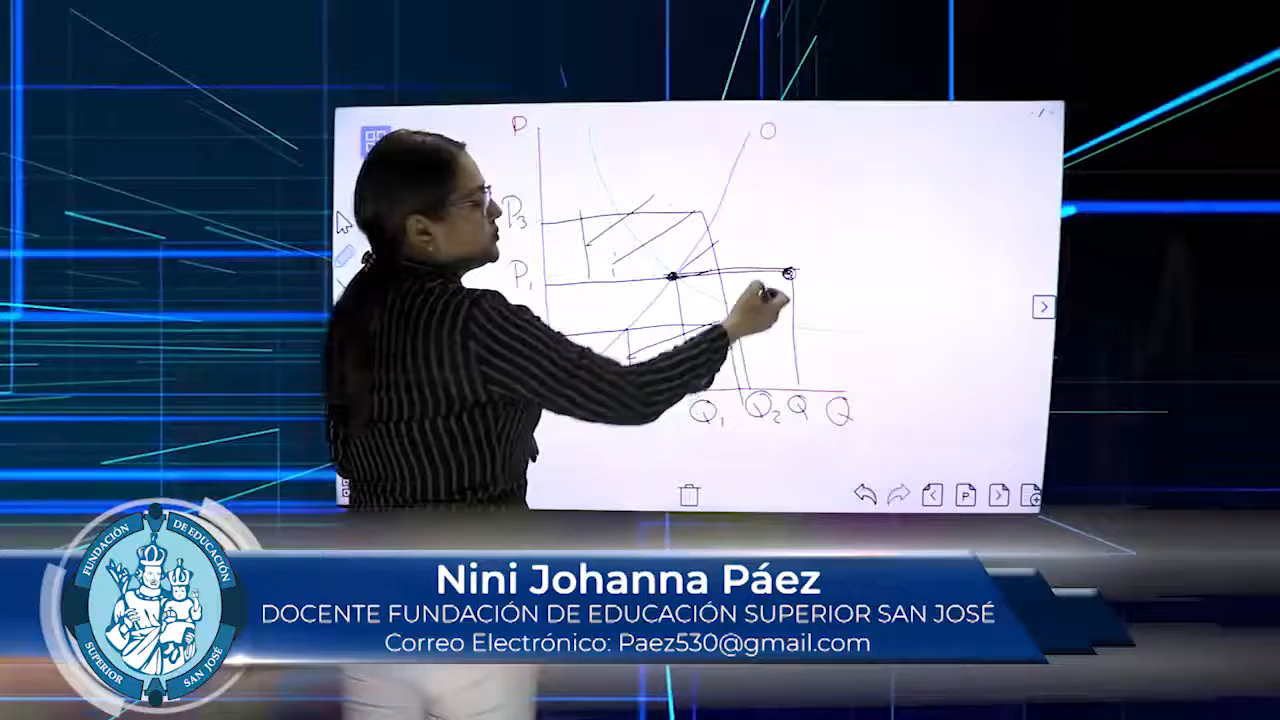 P
O
P3
P1
Q1 Q2 Q Q
P
FUNDACIÓN DE EDUCACIÓN
SUPERIOR SAN JOSÉ
Nini Johanna Páez
DOCENTE FUNDACIÓN DE EDUCACIÓN SUPERIOR SAN JOSÉ
Correo Electrónico: Paez530@gmail.com